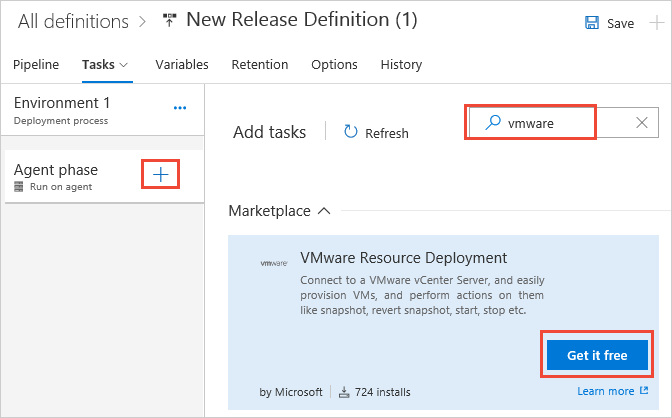 All definitions > New Release Definition (1)
Save
Pipeline Tasks Variables Retention Options History
Environment 1
Deployment process
...
Agent phase
Run on agent
Add tasks
Refresh
vmware
Marketplace
vmware
VMware Resource Deployment
Connect to a VMware vCenter Server, and easily
provision VMs, and perform actions on them
like snapshot, revert snapshot, start, stop etc.
Get it free
by Microsoft
724 installs
Learn more